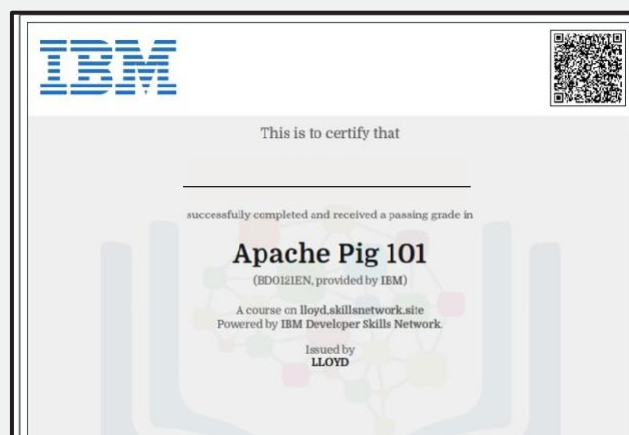 IBM
This is to certify that
successfully completed and received a passing grade in
Apache Pig 101
(BD0121EN, provided by IBM)
A course on lloyd.skillsnetwork.site
Powered by IBM Developer Skills Network.
Issued by
LLOYD